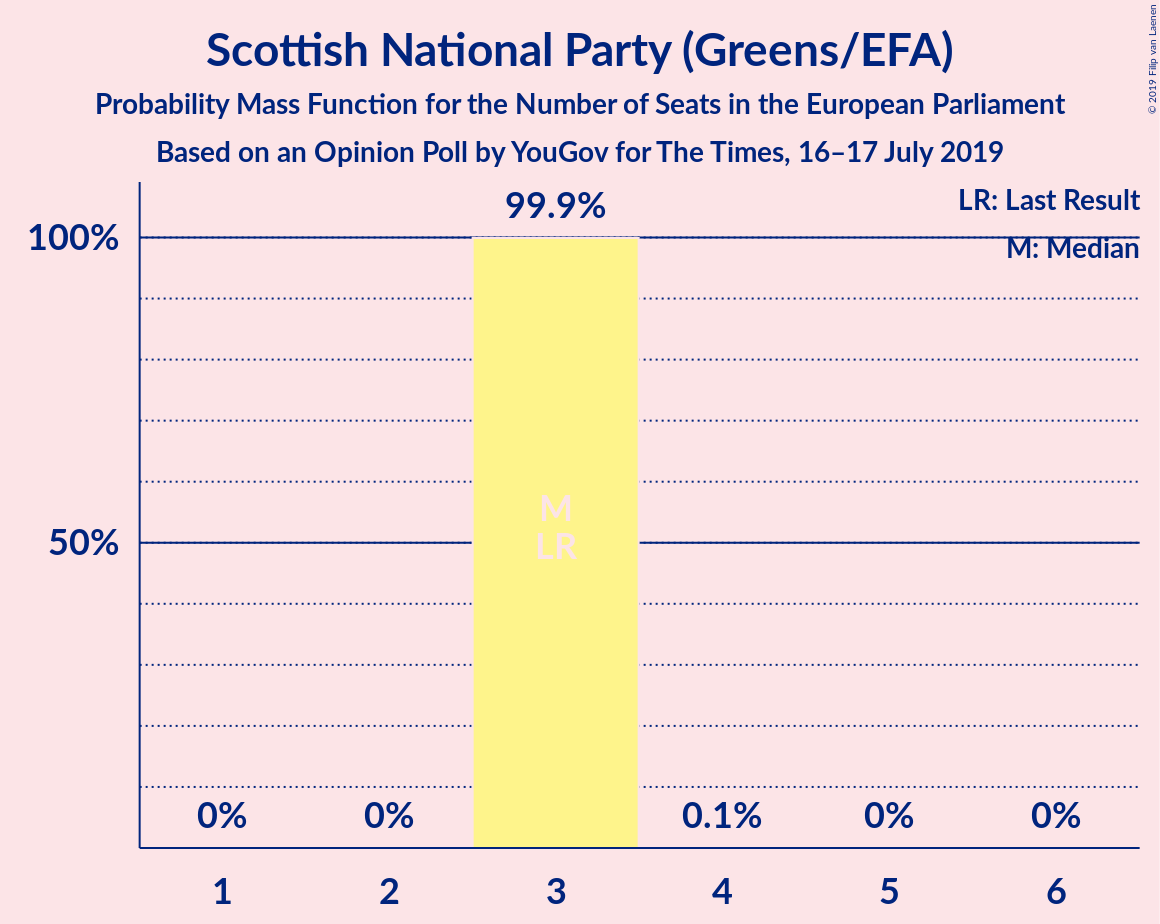 Scottish National Party (Greens/EFA)
Probability Mass Function for the Number of Seats in the European Parliament
Based on an Opinion Poll by YouGov for The Times, 16–17 July 2019
© 2019 Filip van Laenen
LR: Last Result
M: Median
99.9%
100%
M
LR
50%
0%
0%
0.1%
0%
0%
1
2
3
4
5
6